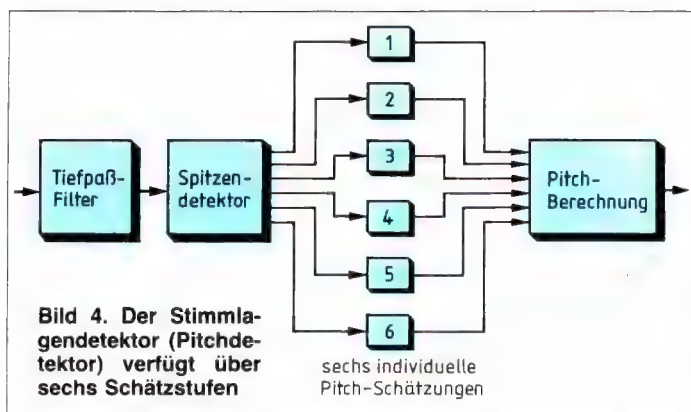 1
2
3
4
5
6
Tiefpaß-
Filter
Spitzen-
detektor
Pitch-
Berechnung
Bild 4. Der Stimmla-
gendetektor (Pitchde-
tektor) verfügt über
sechs Schätzstufen
sechs individuelle
Pitch-Schätzungen